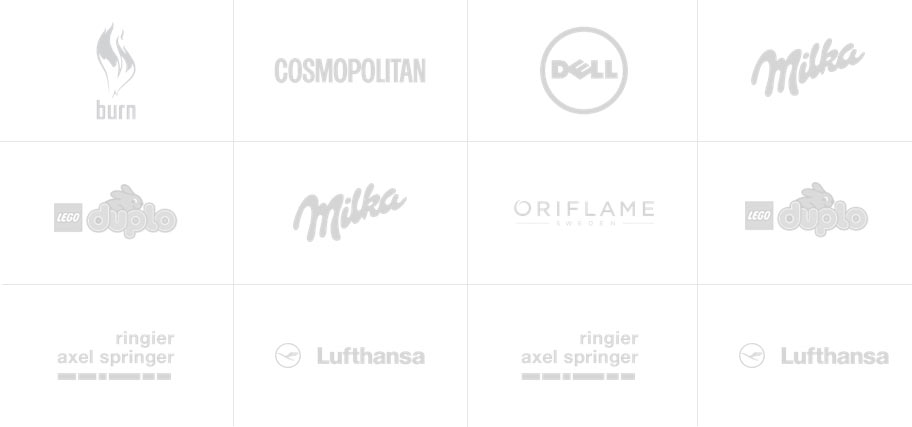 burn
COSMOPOLITAN
DELL
Milka
LEGO duplo
Milka
ORIFLAME
SWEDEN
LEGO duplo
ringier
axel springer
Lufthansa
ringier
axel springer
Lufthansa